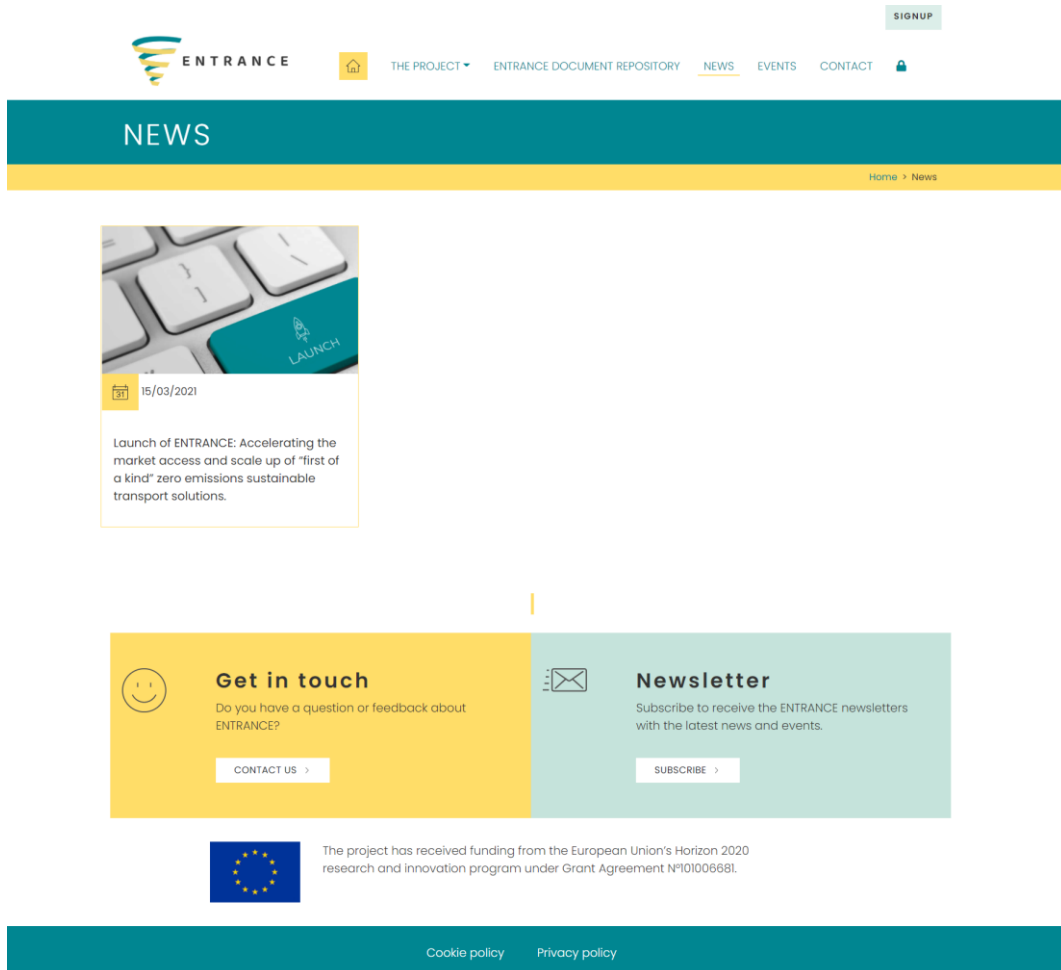 SIGNUP
ENTRANCE
THE PROJECT
ENTRANCE DOCUMENT REPOSITORY
NEWS
EVENTS
CONTACT
NEWS
Home > News
LAUNCH
31
15/03/2021
Launch of ENTRANCE: Accelerating the
market access and scale up of "first of
a kind" zero emissions sustainable
transport solutions.
Get in touch
Do you have a question or feedback about
ENTRANCE?
CONTACT US >
Newsletter
Subscribe to receive the ENTRANCE newsletters
with the latest news and events.
SUBSCRIBE >
The project has received funding from the European Union's Horizon 2020
research and innovation program under Grant Agreement Nº101006681.
Cookie policy
Privacy policy